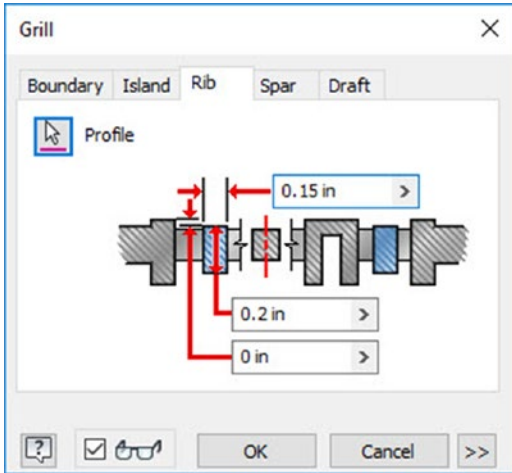 Grill
Boundary Island Rib Spar Draft
Profile
0.15 in >
0.2 in >
0 in >
? OK Cancel >>